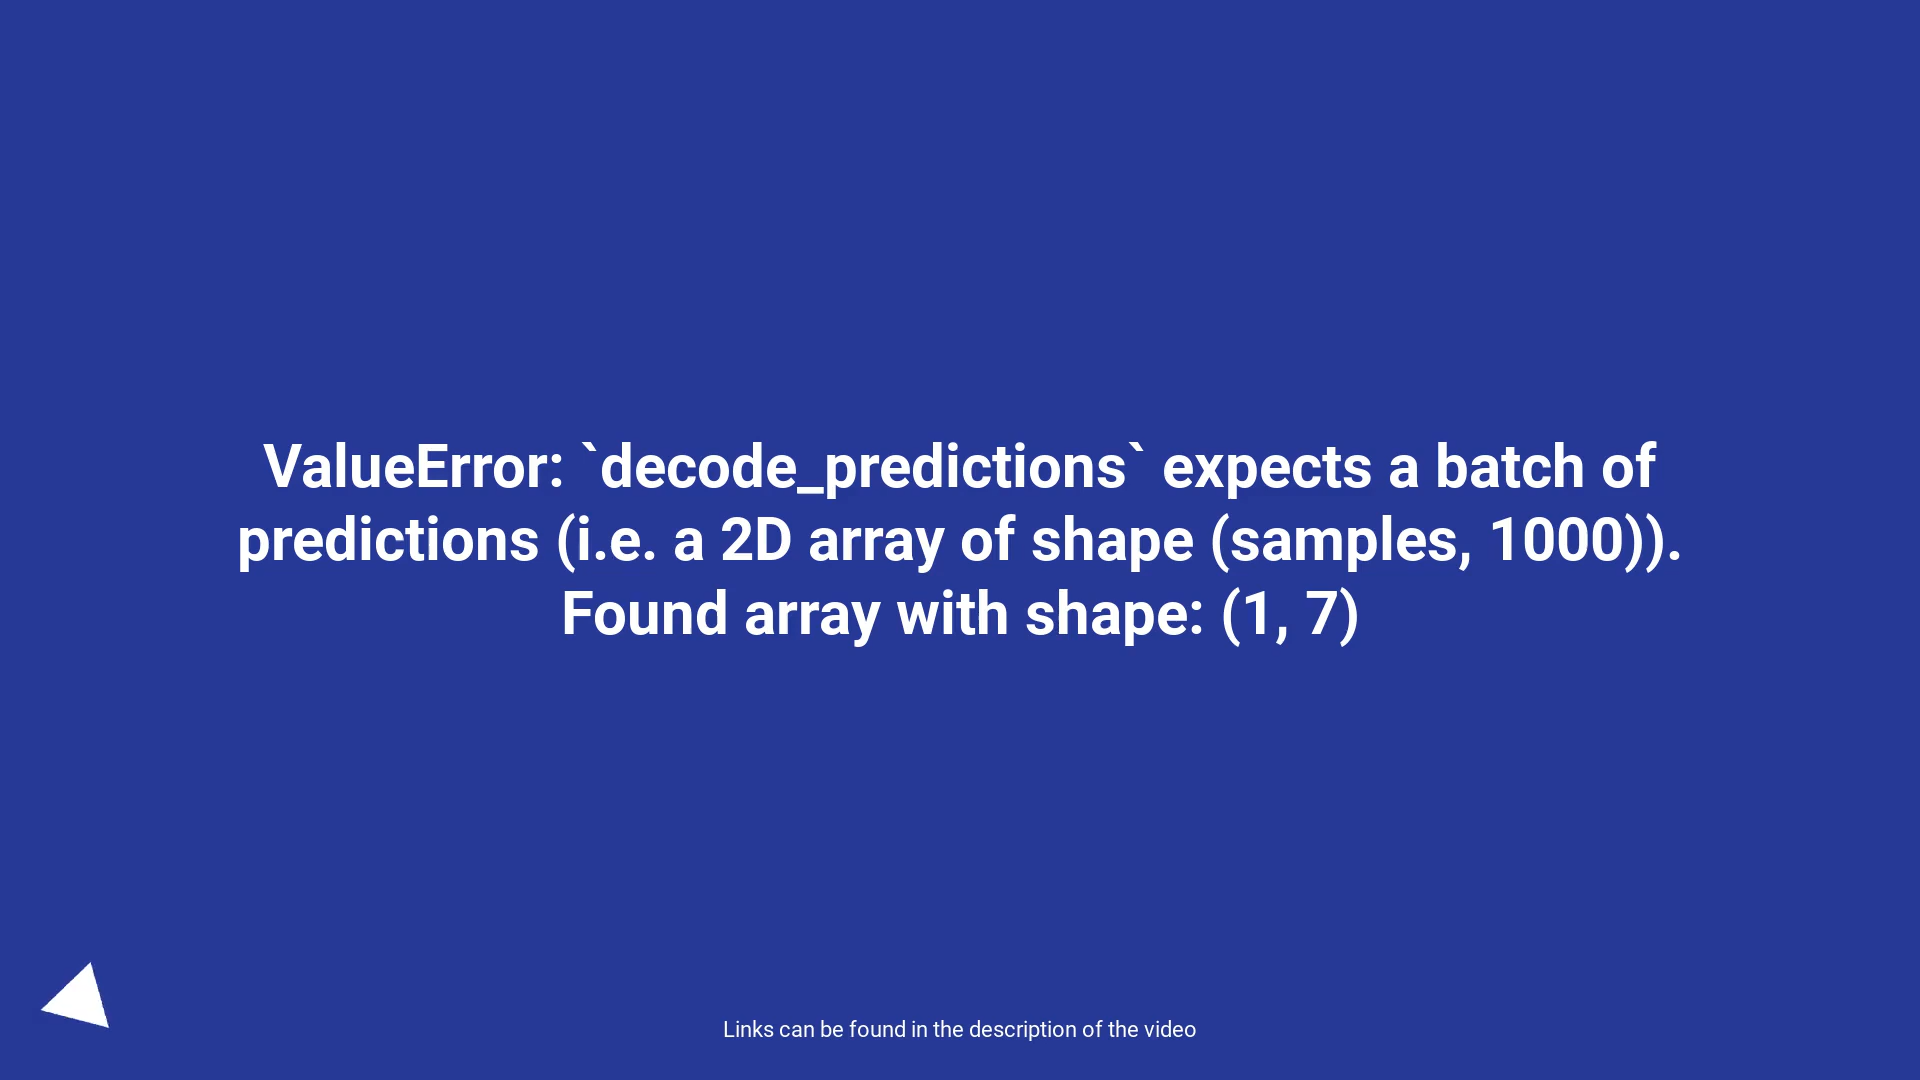 ValueError: `decode_predictions` expects a batch of
predictions (i.e. a 2D array of shape (samples, 1000)).
Found array with shape: (1, 7)
Links can be found in the description of the video